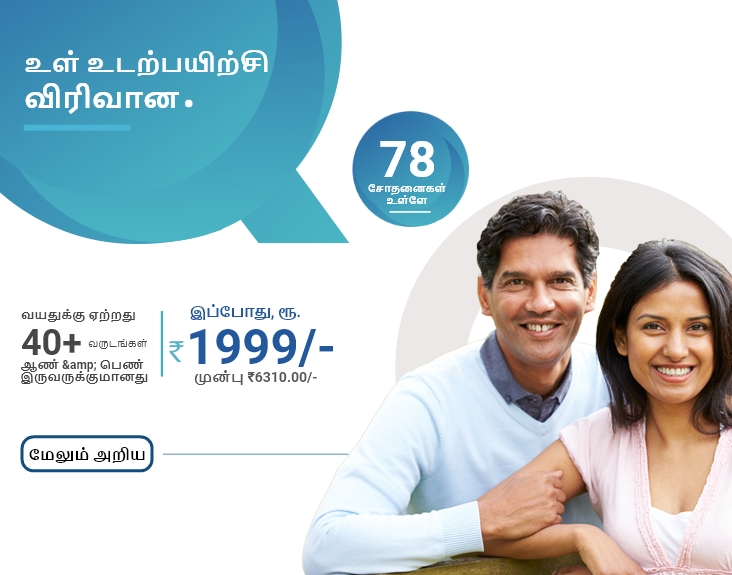 உள் உடற்பயிற்சி
விரிவான.
78
சோதனைகள்
உள்ளே
வயதுக்கு ஏற்றது
40+ வருடங்கள்
ஆண் &amp; பெண்
இருவருக்குமானது
இப்போது, ரூ.
₹ 1999/-
முன்பு ₹6310.00/-
மேலும் அறிய